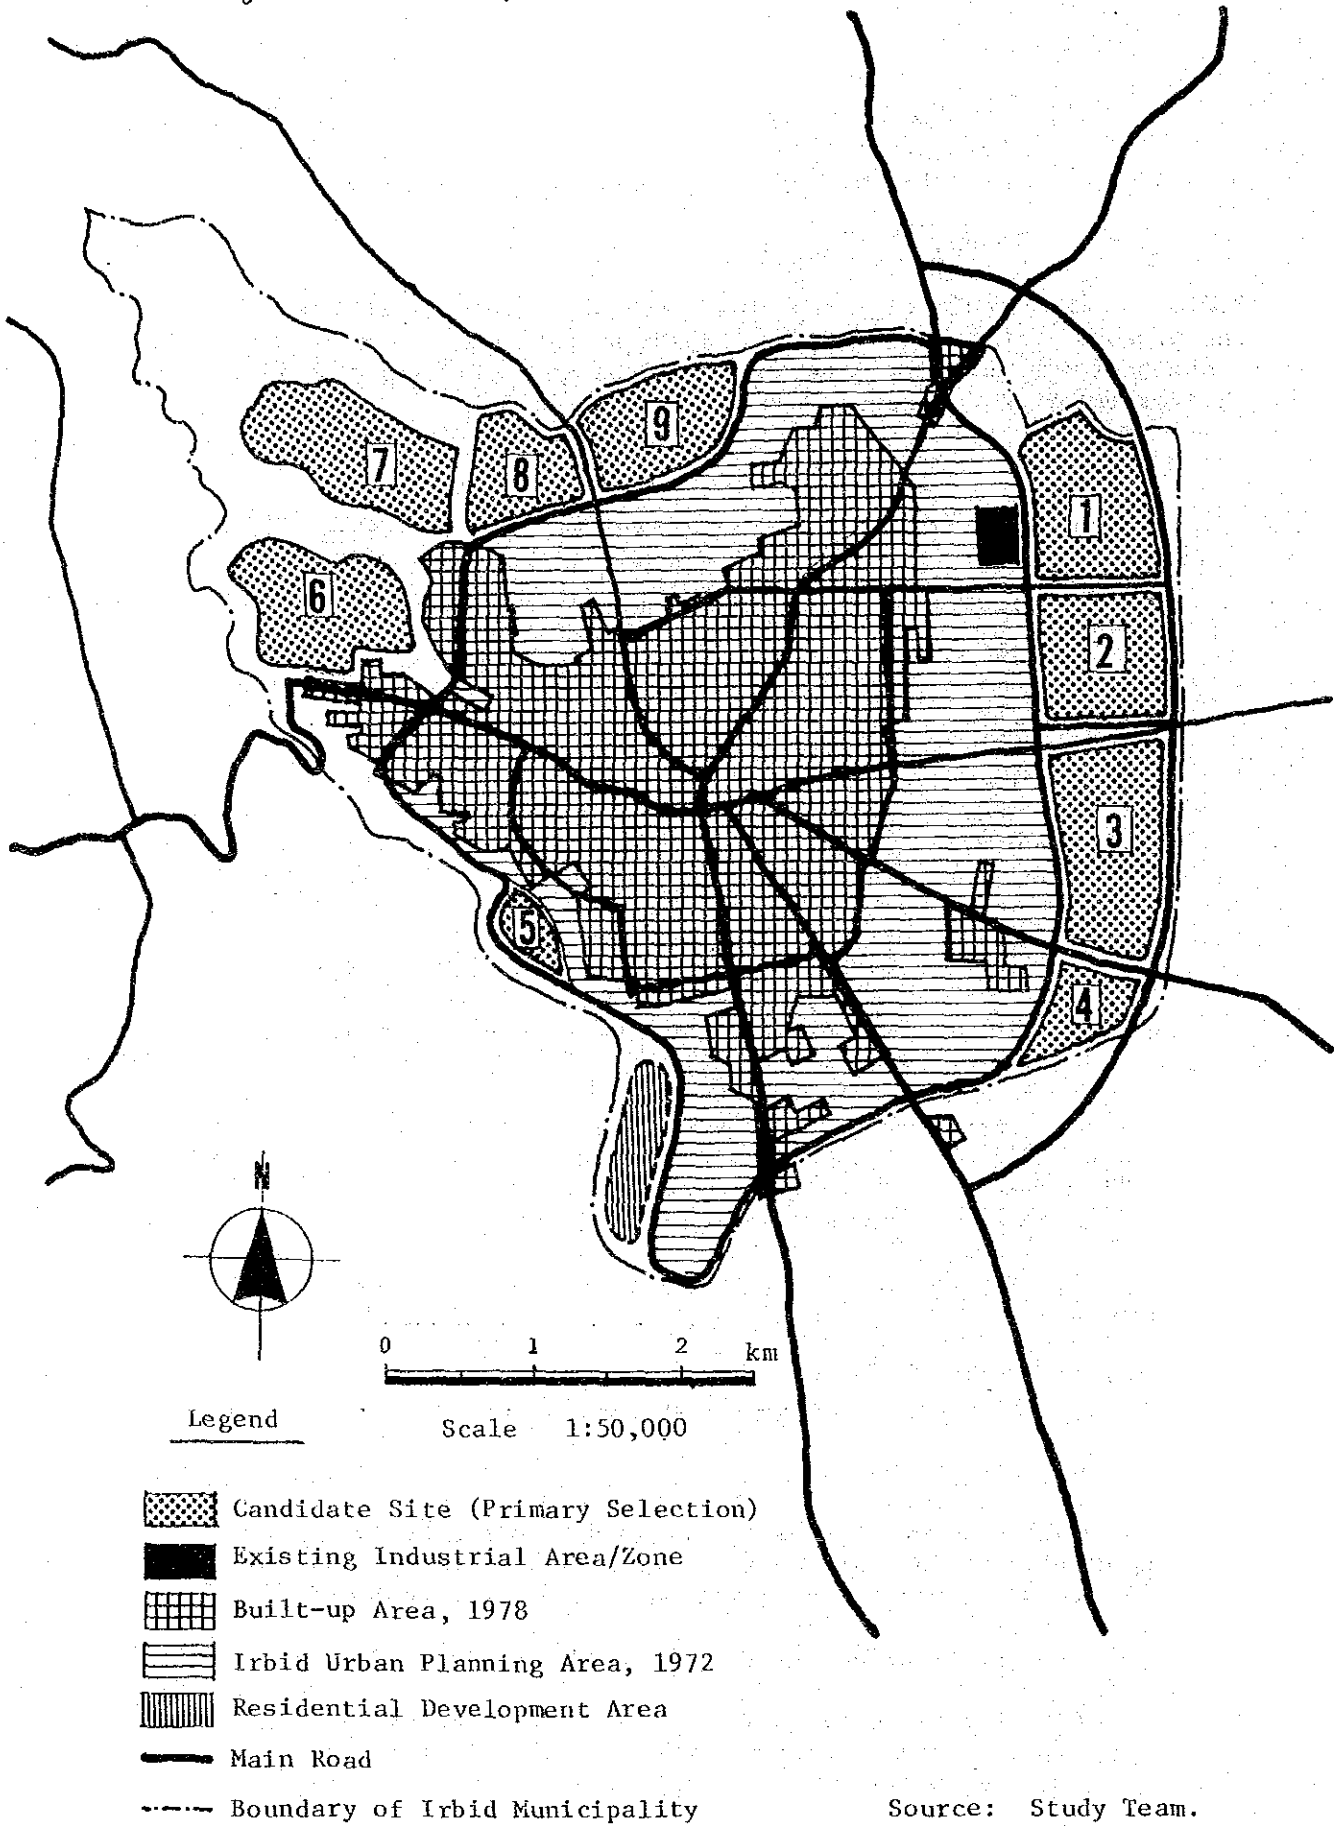 9
7
8
1
6
2
3
5
4
N
0 1 2 km
Legend
Scale 1:50,000
Candidate Site (Primary Selection)
Existing Industrial Area/Zone
Built-up Area, 1978
Irbid Urban Planning Area, 1972
Residential Development Area
Main Road
Boundary of Irbid Municipality
Source: Study Team.